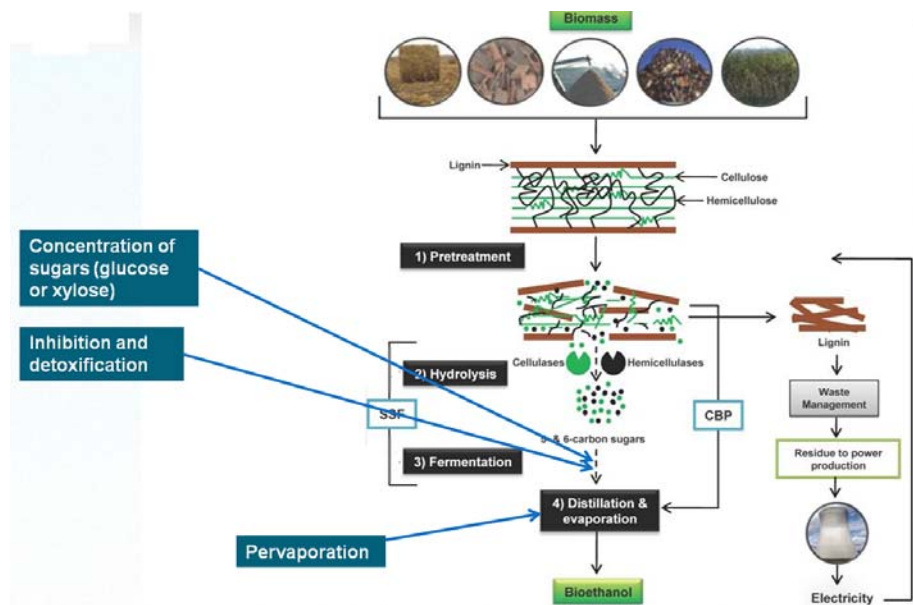 Biomass
Lignin
Cellulose
Hemicellulose
Concentration of
sugars (glucose
or xylose)
1) Pretreatment
Inhibition and
detoxification
Lignin
Cellulases
Hemicellulases
2) Hydrolysis
Waste
Management
SSF
CBP
5- & 6-carbon sugars
3) Fermentation
Residue to power
production
4) Distillation &
evaporation
Pervaporation
Bioethanol
Electricity